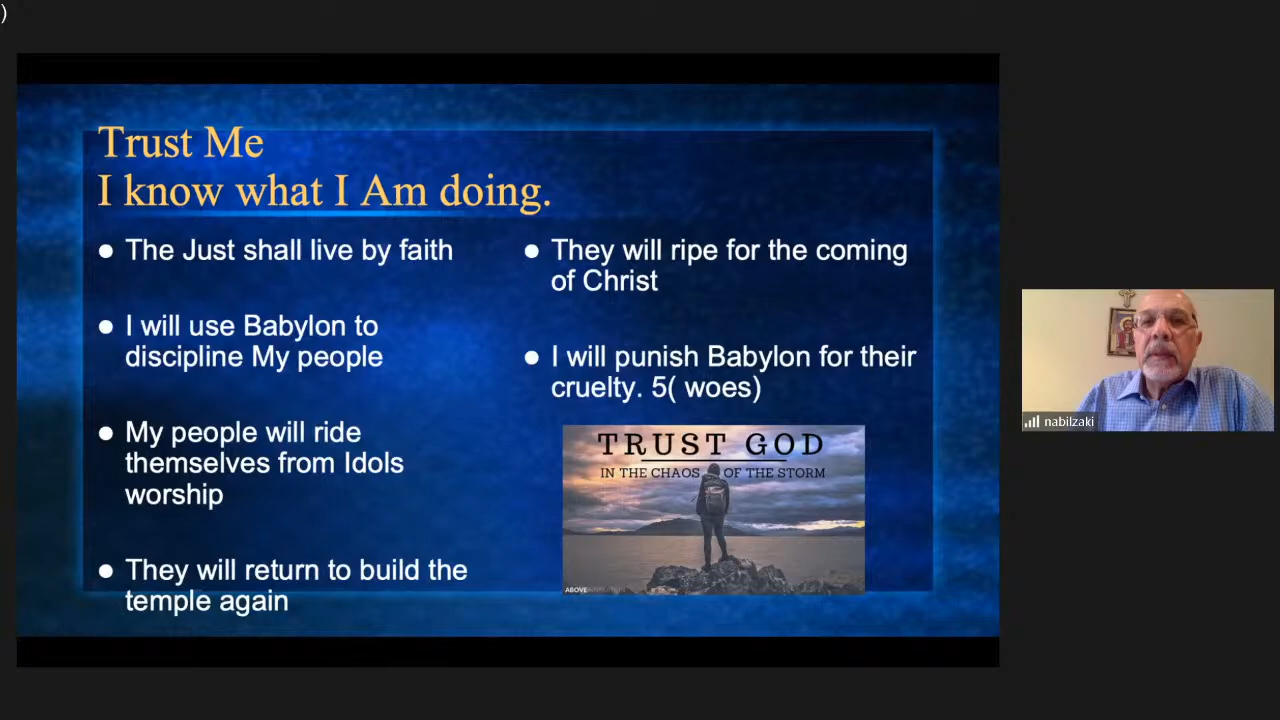 )
Trust Me
I know what I Am doing.
The Just shall live by faith
I will use Babylon to
discipline My people
My people will ride
themselves from Idols
worship
They will return to build the
temple again
They will ripe for the coming
of Christ
I will punish Babylon for their
cruelty. 5( woes)
TRUST GOD
IN THE CHAOS OF THE STORM
nabilzaki